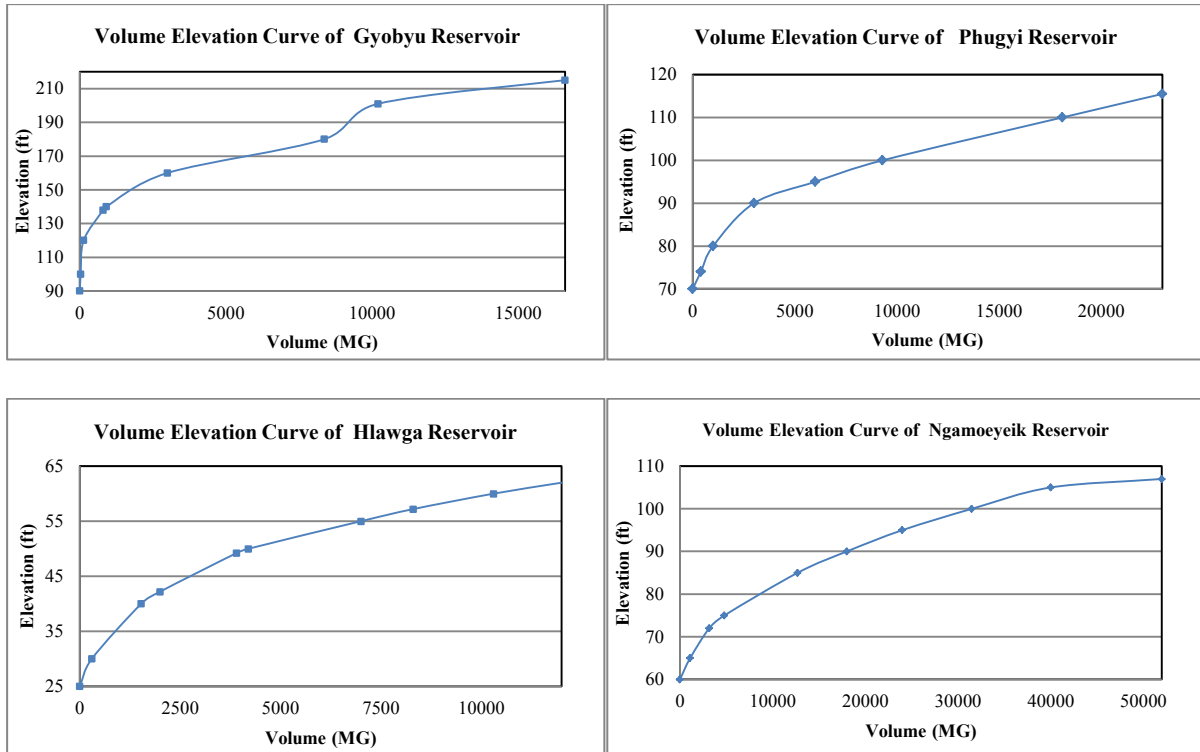 Volume Elevation Curve of Gyobyu Reservoir
210
190
170
150
130
110
90
Elevation (ft)
0 5000 10000 15000
Volume (MG)
Volume Elevation Curve of Phugyi Reservoir
120
110
100
90
80
70
Elevation (ft)
0 5000 10000 15000 20000
Volume (MG)
Volume Elevation Curve of Hlawga Reservoir
65
55
45
35
25
Elevation (ft)
0 2500 5000 7500 10000
Volume (MG)
Volume Elevation Curve of Ngamoeyeik Reservoir
110
100
90
80
70
60
Elevation (ft)
0 10000 20000 30000 40000 50000
Volume (MG)